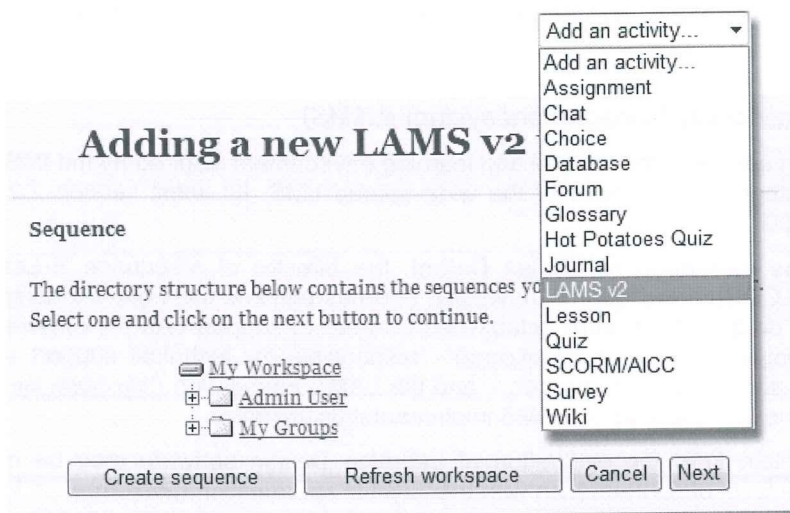 Add an activity...
Add an activity...
Assignment
Chat
Choice
Database
Forum
Glossary
Hot Potatoes Quiz
Journal
LAMS v2
Lesson
Quiz
SCORM/AICC
Survey
Wiki
Adding a new LAMS v2
Sequence
The directory structure below contains the sequences
Select one and click on the next button to continue.
My Workspace
Admin User
My Groups
Create sequence Refresh workspace Cancel Next